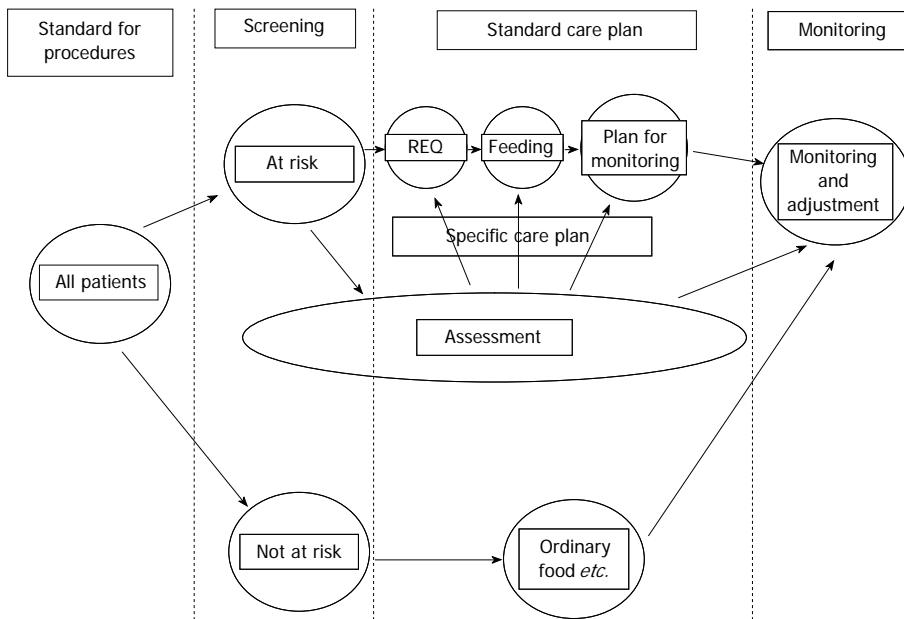 Standard for
procedures
Screening
Standard care plan
Monitoring
At risk
REQ
Feeding
Plan for
monitoring
Monitoring
and
adjustment
Specific care plan
All patients
Assessment
Not at risk
Ordinary
food etc.